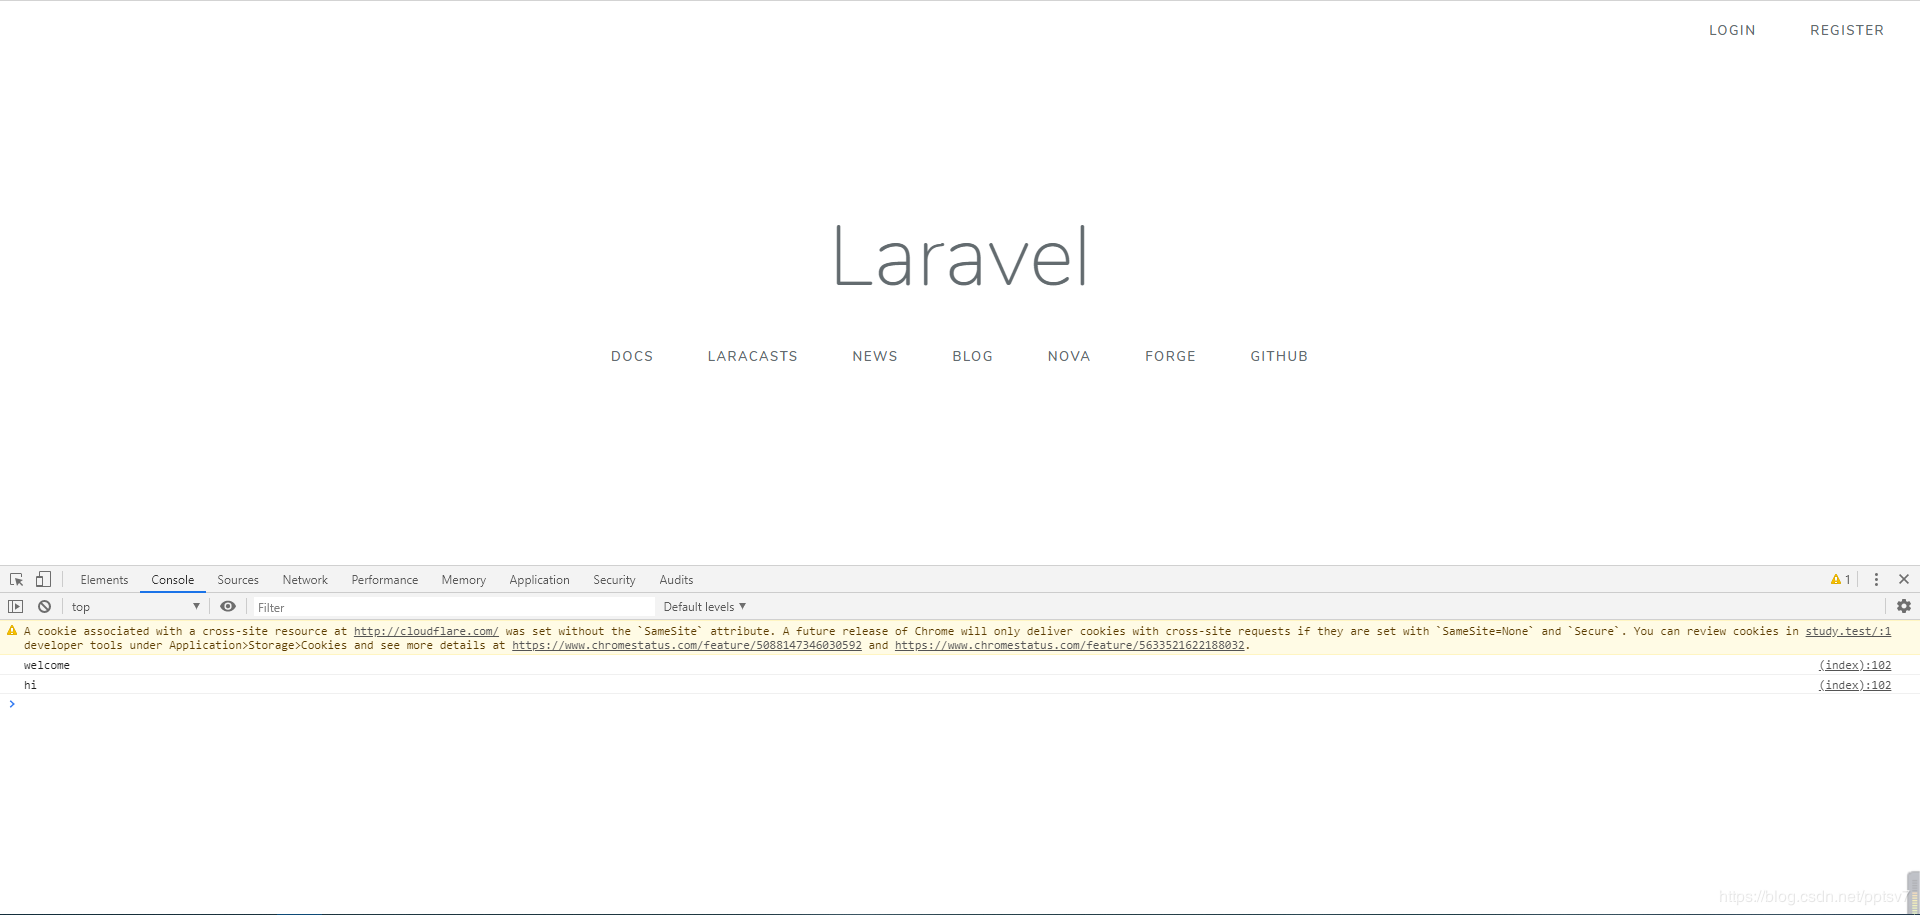 LOGIN REGISTER
Laravel
DOCS LARACASTS NEWS BLOG NOVA FORGE GITHUB
Elements Console Sources Network Performance Memory Application Security Audits 1
top Filter Default levels
A cookie associated with a cross-site resource at http://cloudflare.com/ was set without the `SameSite` attribute. A future release of Chrome will only deliver cookies with cross-site requests if they are set with `SameSite=None` and `Secure`. You can review cookies in study.test/:1
developer tools under Application>Storage>Cookies and see more details at https://www.chromestatus.com/feature/5088147346030592 and https://www.chromestatus.com/feature/5633521622188032.
welcome (index):102
hi (index):102